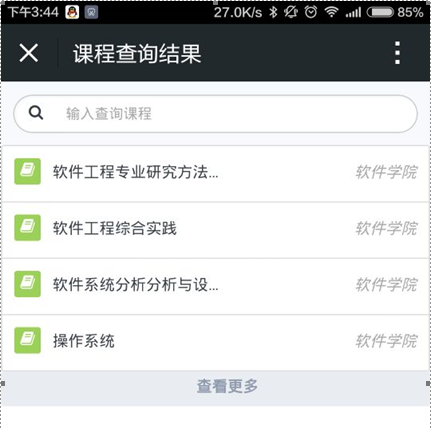 下午3:44 27.0K/s 85%
课程查询结果
输入查询课程
软件工程专业研究方法... 软件学院
软件工程综合实践 软件学院
软件系统分析分析与设... 软件学院
操作系统 软件学院
查看更多